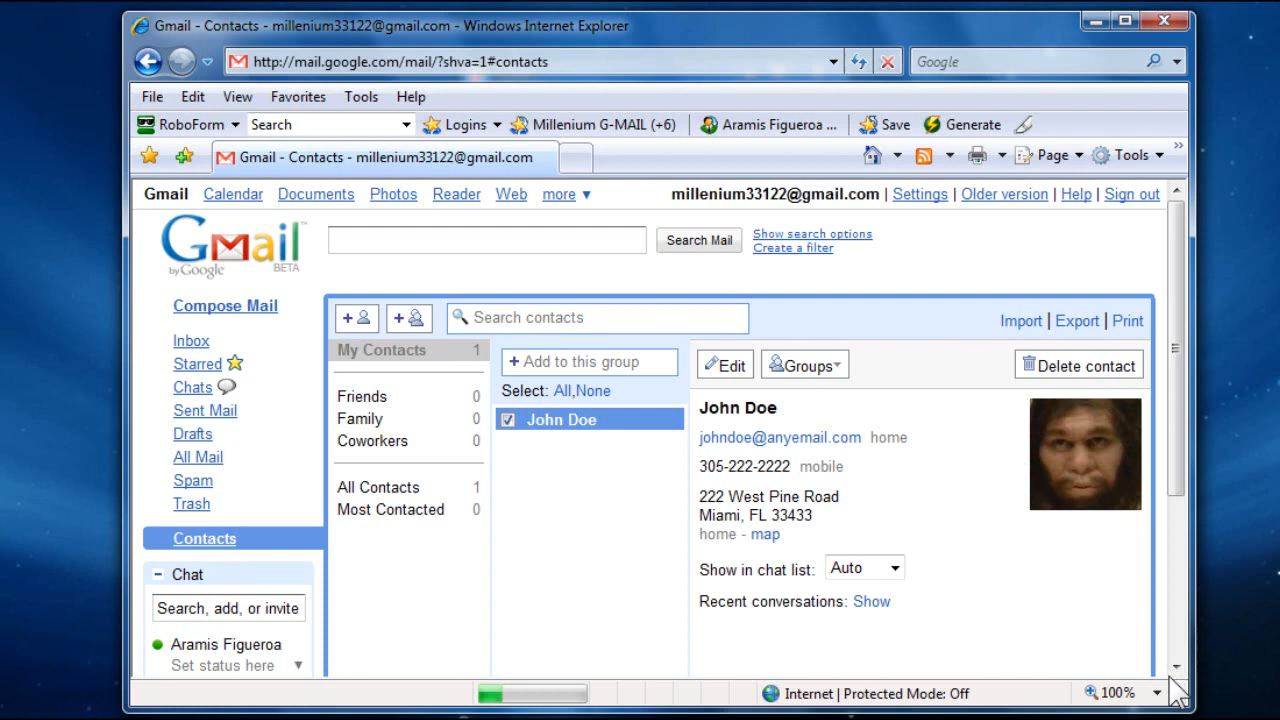 Gmail - Contacts - millenium33122@gmail.com - Windows Internet Explorer
http://mail.google.com/mail/?shva=1#contacts
Google
File Edit View Favorites Tools Help
RoboForm Search Logins Millenium G-MAIL (+6) Aramis Figueroa ... Save Generate
Gmail - Contacts - millenium33122@gmail.com
Page Tools
Gmail Calendar Documents Photos Reader Web more
millenium33122@gmail.com | Settings | Older version | Help | Sign out
Gmail
by Google BETA
Search Mail
Show search options
Create a filter
Compose Mail
Inbox
Starred
Chats
Sent Mail
Drafts
All Mail
Spam
Trash
Contacts
Chat
Search, add, or invite
Aramis Figueroa
Set status here
Search contacts
Import | Export | Print
My Contacts 1
Friends 0
Family 0
Coworkers 0
All Contacts 1
Most Contacted 0
+ Add to this group
Select: All,None
John Doe
Edit Groups Delete contact
John Doe
johndoe@anyemail.com home
305-222-2222 mobile
222 West Pine Road
Miami, FL 33433
home - map
Show in chat list: Auto
Recent conversations: Show
Internet | Protected Mode: Off
100%